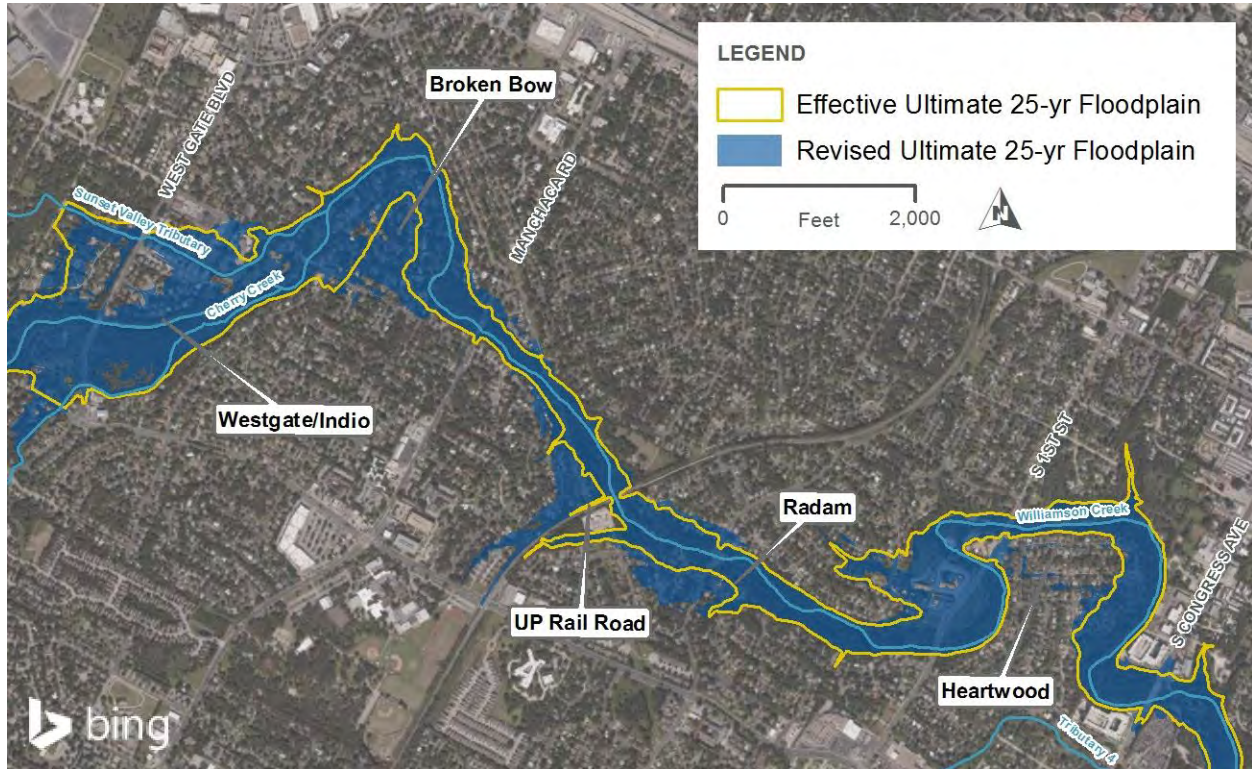 LEGEND
Effective Ultimate 25-yr Floodplain
Revised Ultimate 25-yr Floodplain
0 Feet 2,000
N
Broken Bow
WEST GATE BLVD
Sunset Valley Tributary
MANCHACA RD
Cherry Creek
Westgate/Indio
S 1ST ST
Radam
Williamson Creek
UP Rail Road
S CONGRESS AVE
Heartwood
Tributary 4
bing